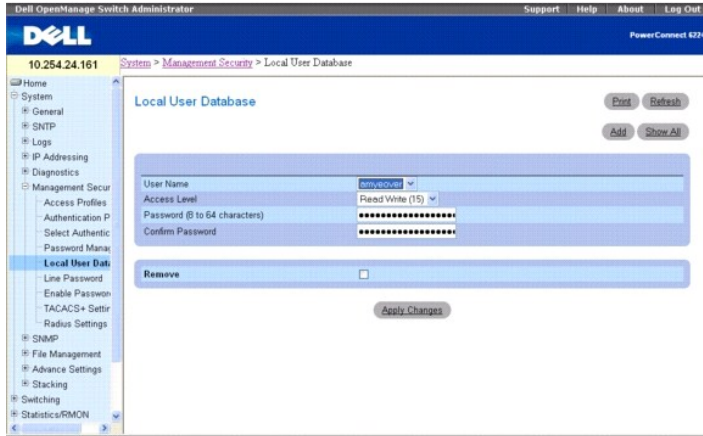 Dell OpenManage Switch Administrator
Support Help About Log Out
DELL
PowerConnect 6224
10.254.24.161
System > Management Security > Local User Database
Home
System
General
SNTP
Logs
IP Addressing
Diagnostics
Management Secur
Access Profiles
Authentication P
Select Authentic
Password Manag
Local User Data
Line Password
Enable Passwor
TACACS+ Settin
Radius Settings
SNMP
File Management
Advance Settings
Stacking
Switching
Statistics/RMON
Local User Database
Print Refresh
Add Show All
User Name amyeover
Access Level Read Write (15)
Password (8 to 64 characters)
Confirm Password
Remove
Apply Changes